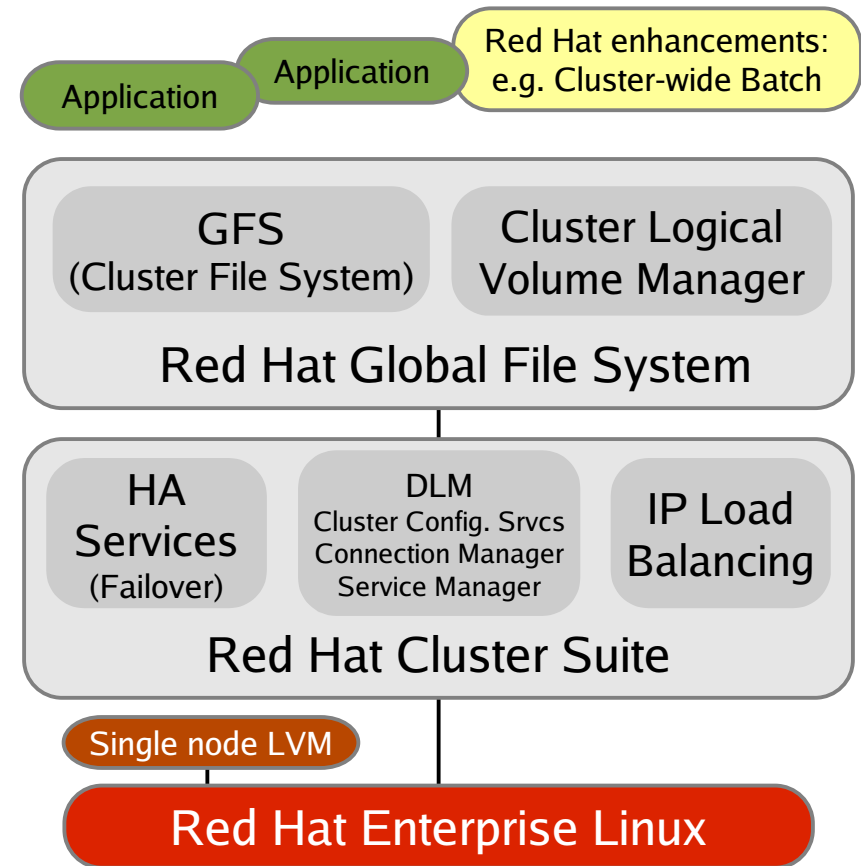 Application
Application
Red Hat enhancements:
e.g. Cluster-wide Batch
GFS
(Cluster File System)
Cluster Logical
Volume Manager
Red Hat Global File System
HA
Services
(Failover)
DLM
Cluster Config. Srvcs
Connection Manager
Service Manager
IP Load
Balancing
Red Hat Cluster Suite
Single node LVM
Red Hat Enterprise Linux